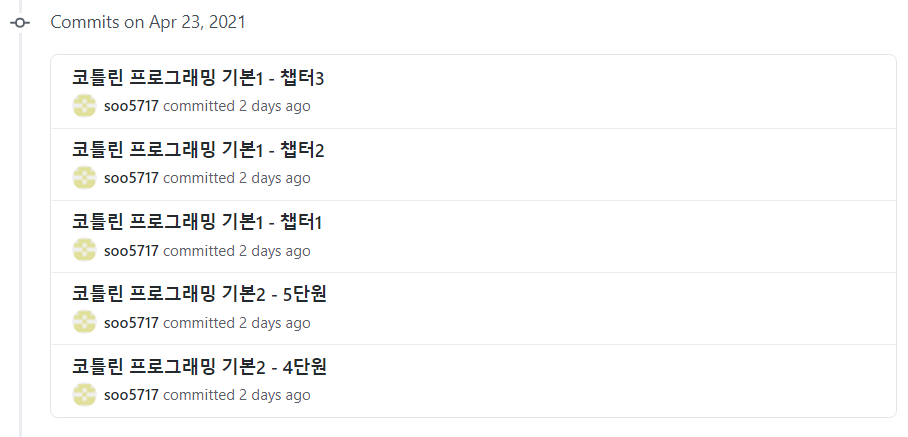 Commits on Apr 23, 2021
코틀린 프로그래밍 기본1 - 챕터3
soo5717 committed 2 days ago
코틀린 프로그래밍 기본1 - 챕터2
soo5717 committed 2 days ago
코틀린 프로그래밍 기본1 - 챕터1
soo5717 committed 2 days ago
코틀린 프로그래밍 기본2 - 5단원
soo5717 committed 2 days ago
코틀린 프로그래밍 기본2 - 4단원
soo5717 committed 2 days ago